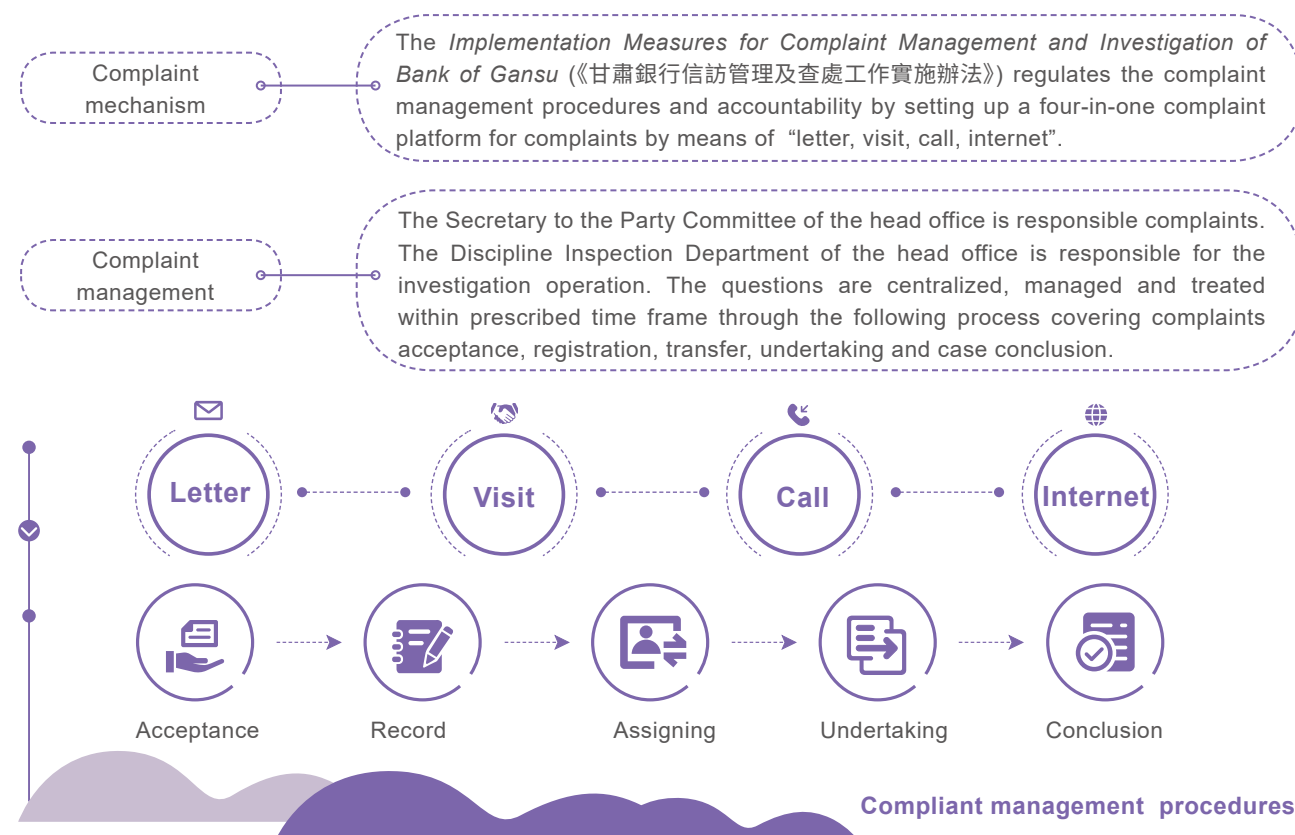 Complaint
mechanism
The Implementation Measures for Complaint Management and Investigation of
Bank of Gansu (《甘肅銀行信訪管理及查處工作實施辦法》) regulates the complaint
management procedures and accountability by setting up a four-in-one complaint
platform for complaints by means of “letter, visit, call, internet”.
Complaint
management
The Secretary to the Party Committee of the head office is responsible complaints.
The Discipline Inspection Department of the head office is responsible for the
investigation operation. The questions are centralized, managed and treated
within prescribed time frame through the following process covering complaints
acceptance, registration, transfer, undertaking and case conclusion.
Letter
Visit
Call
Internet
Acceptance
Record
Assigning
Undertaking
Conclusion
Compliant management procedures